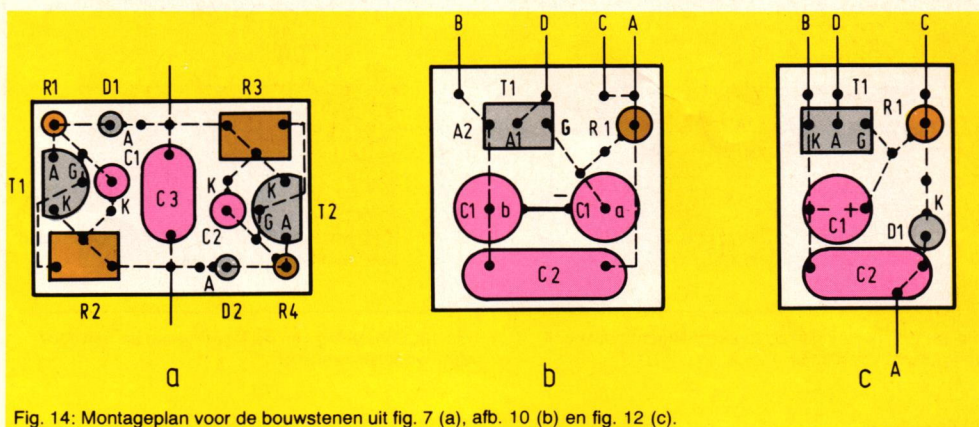 R1 D1 R3
A C1
T1 A G K K C3 K K T2
K C2 G A
A
R2 D2 R4
a
B D C A
T1
A2 A1 G R1
C1 b − C1 a
C2
b
B D C
T1 R1
K A G
− + K
C1 D1
C2
A
c
Fig. 14: Montageplan voor de bouwstenen uit fig. 7 (a), afb. 10 (b) en fig. 12 (c).